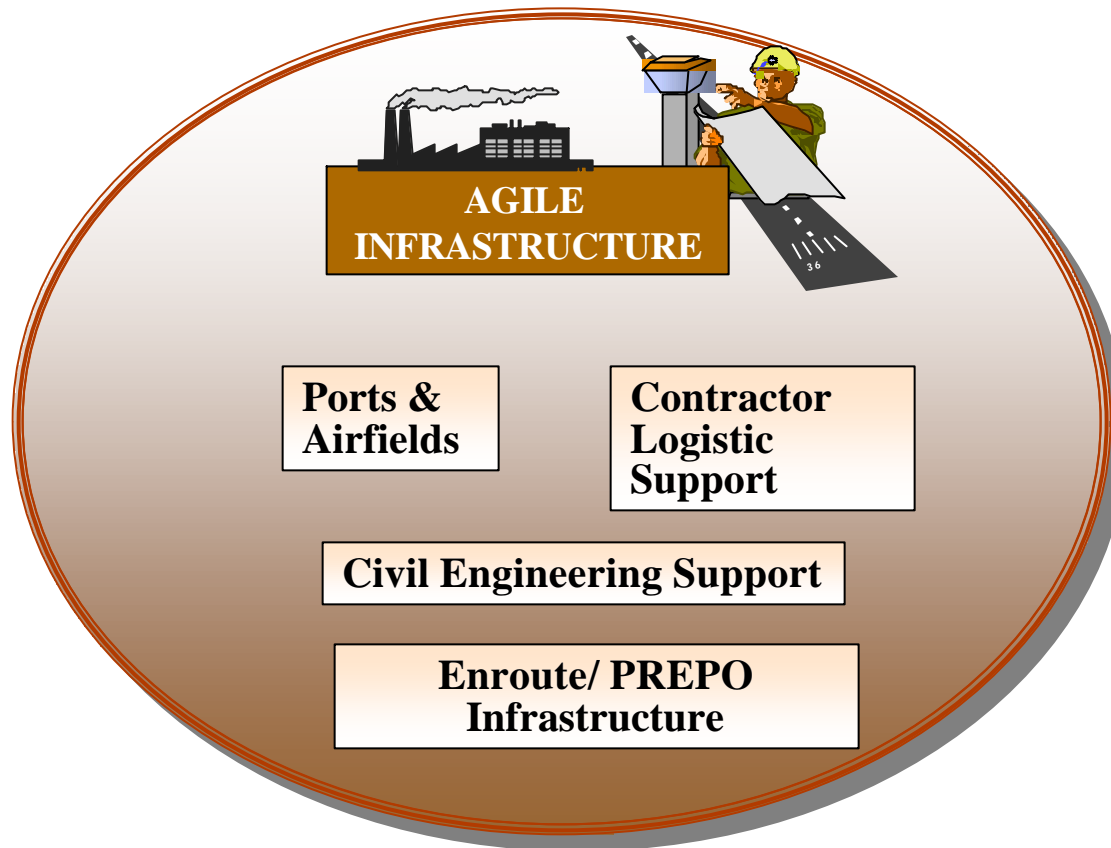 AGILE
INFRASTRUCTURE
36
Ports &
Airfields
Contractor
Logistic
Support
Civil Engineering Support
Enroute/ PREPO
Infrastructure